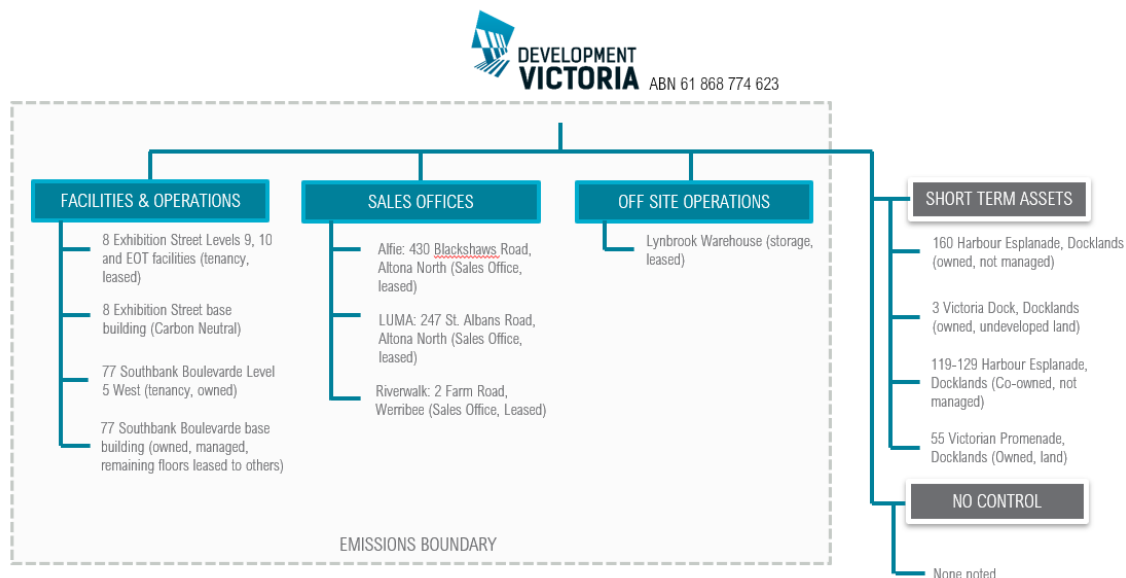 DEVELOPMENT
VICTORIA
ABN 61 868 774 623
FACILITIES & OPERATIONS
8 Exhibition Street Levels 9, 10
and EOT facilities (tenancy,
leased)
8 Exhibition Street base
building (Carbon Neutral)
77 Southbank Boulevarde Level
5 West (tenancy, owned)
77 Southbank Boulevarde base
building (owned, managed,
remaining floors leased to others)
SALES OFFICES
Alfie: 430 Blackshaws Road,
Altona North (Sales Office,
leased)
LUMA: 247 St. Albans Road,
Altona North (Sales Office,
leased)
Riverwalk: 2 Farm Road,
Werribee (Sales Office, Leased)
OFF SITE OPERATIONS
Lynbrook Warehouse (storage,
leased)
EMISSIONS BOUNDARY
SHORT TERM ASSETS
160 Harbour Esplanade, Docklands
(owned, not managed)
3 Victoria Dock, Docklands
(owned, undeveloped land)
119-129 Harbour Esplanade,
Docklands (Co-owned, not
managed)
55 Victorian Promenade,
Docklands (Owned, land)
NO CONTROL
None noted